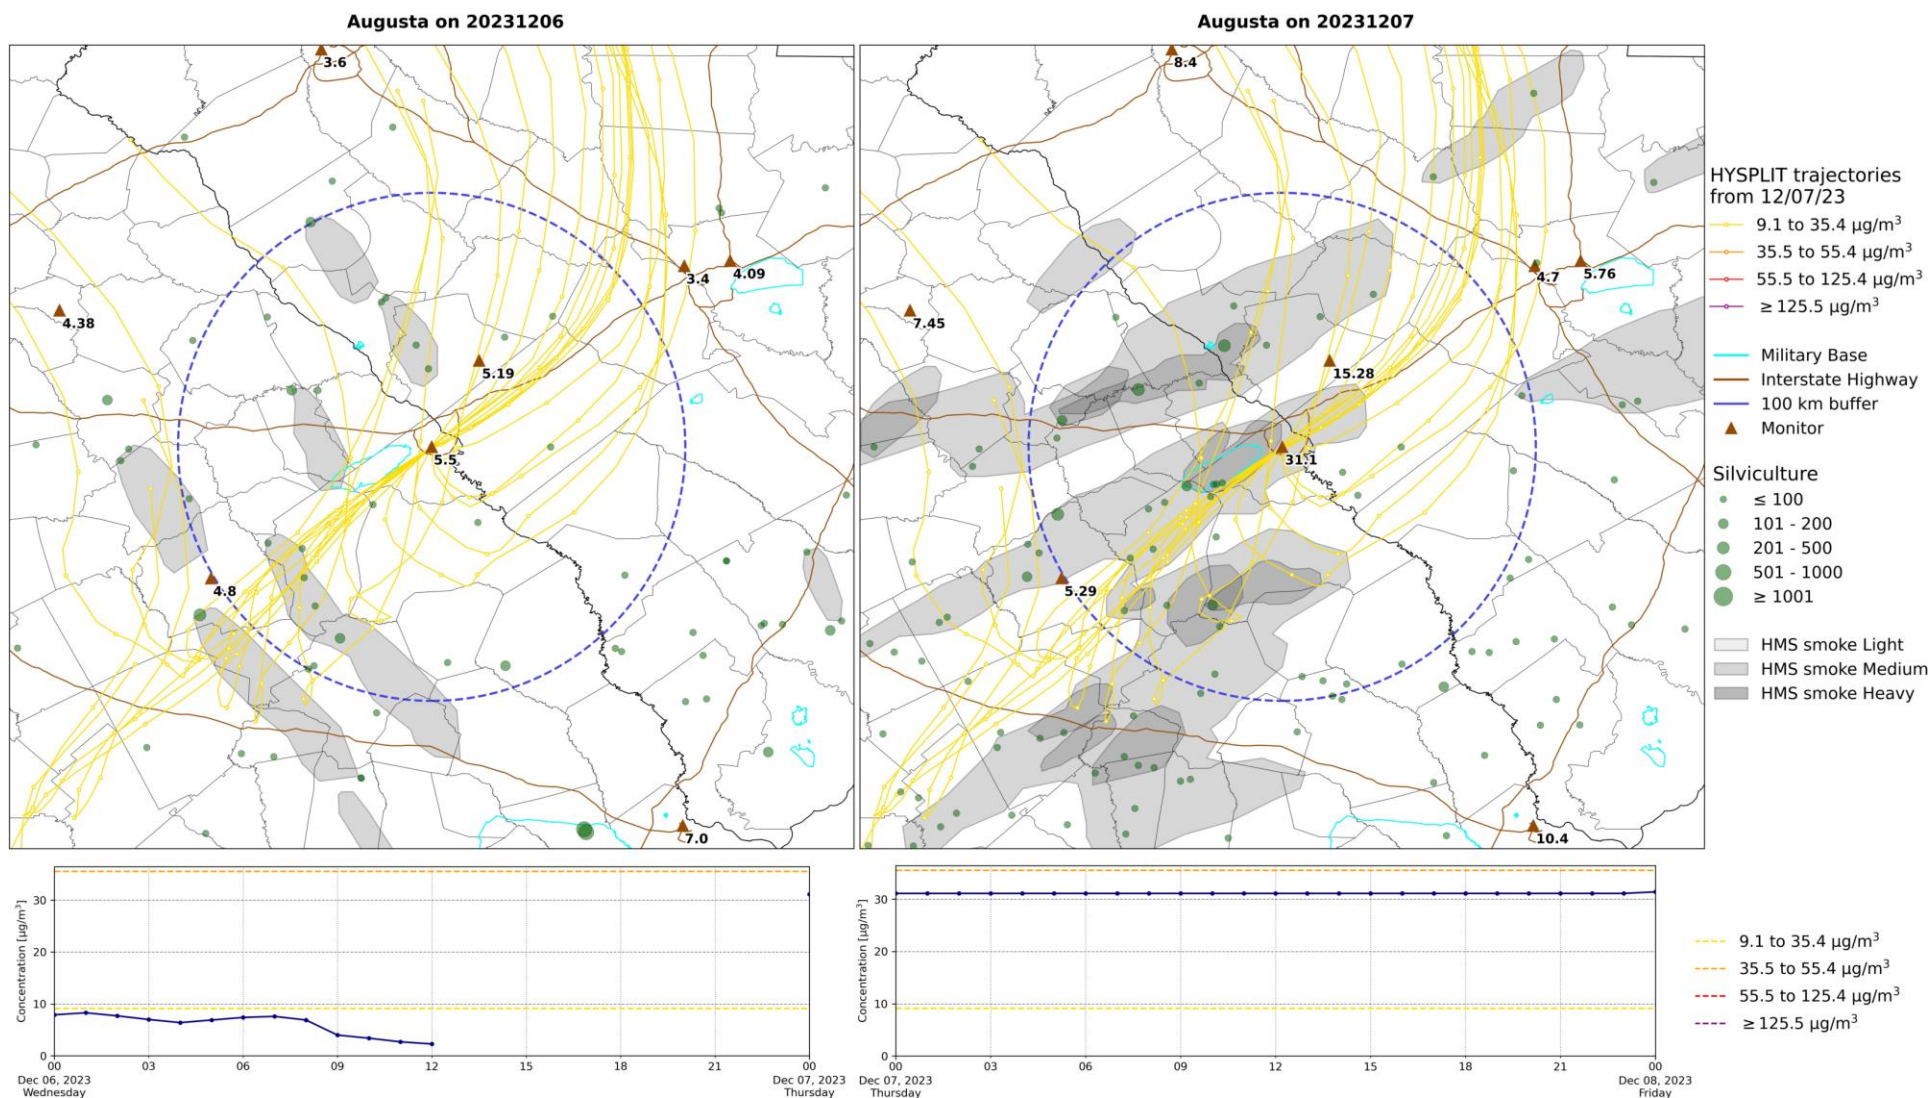 Augusta on 20231206
Augusta on 20231207
3.6
3.4
4.09
4.38
5.19
5.5
4.8
7.0
8.4
4.7
5.76
7.45
15.28
31.1
5.29
10.4
HYSPLIT trajectories
from 12/07/23
9.1 to 35.4 µg/m³
35.5 to 55.4 µg/m³
55.5 to 125.4 µg/m³
≥ 125.5 µg/m³
Military Base
Interstate Highway
100 km buffer
Monitor
Silviculture
≤ 100
101 - 200
201 - 500
501 - 1000
≥ 1001
HMS smoke Light
HMS smoke Medium
HMS smoke Heavy
Concentration [µg/m³]
30
20
10
0
00 03 06 09 12 15 18 21 00
Dec 06, 2023 Dec 07, 2023
Wednesday Thursday
Concentration [µg/m³]
30
20
10
0
00 03 06 09 12 15 18 21 00
Dec 07, 2023 Dec 08, 2023
Thursday Friday
9.1 to 35.4 µg/m³
35.5 to 55.4 µg/m³
55.5 to 125.4 µg/m³
≥ 125.5 µg/m³